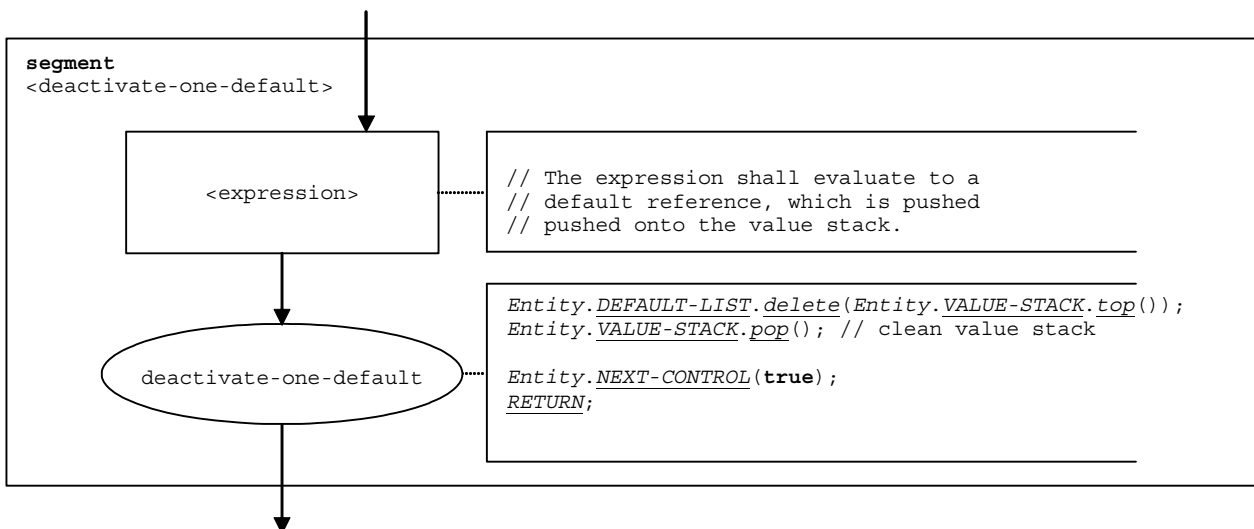 segment
<deactivate-one-default>
<expression>
// The expression shall evaluate to a
// default reference, which is pushed
// pushed onto the value stack.
deactivate-one-default
Entity.DEFAULT-LIST.delete(Entity.VALUE-STACK.top());
Entity.VALUE-STACK.pop(); // clean value stack
Entity.NEXT-CONTROL(true);
RETURN;